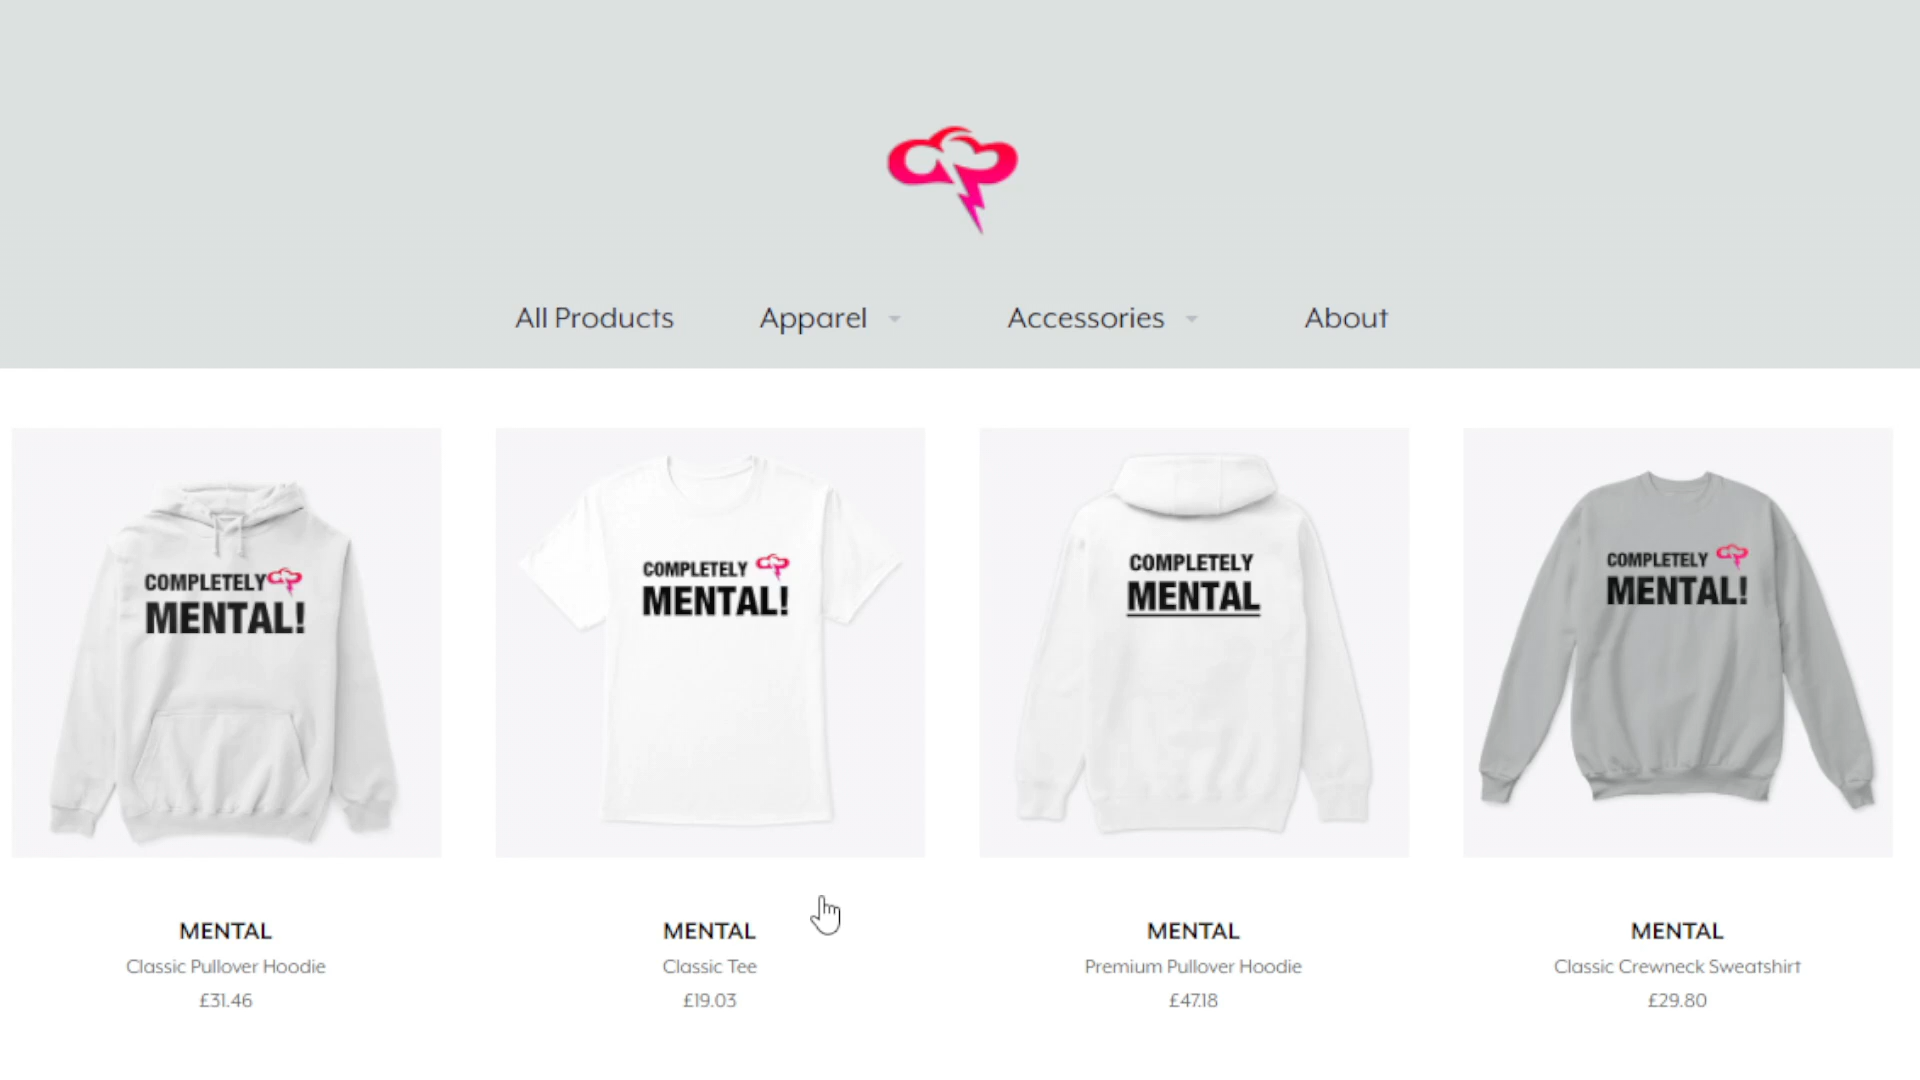 All Products
Apparel
Accessories
About
COMPLETELY
MENTAL!
COMPLETELY
MENTAL!
COMPLETELY
MENTAL
COMPLETELY
MENTAL!
MENTAL
Classic Pullover Hoodie
£31.46
MENTAL
Classic Tee
£19.03
MENTAL
Premium Pullover Hoodie
£47.18
MENTAL
Classic Crewneck Sweatshirt
£29.80